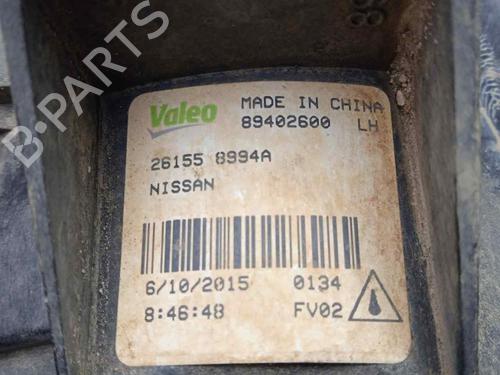 Valeo MADE IN CHINA
89402600 LH
26155 8994A
NISSAN
6/10/2015 0134
8:46:48 FV02
B-PARTS